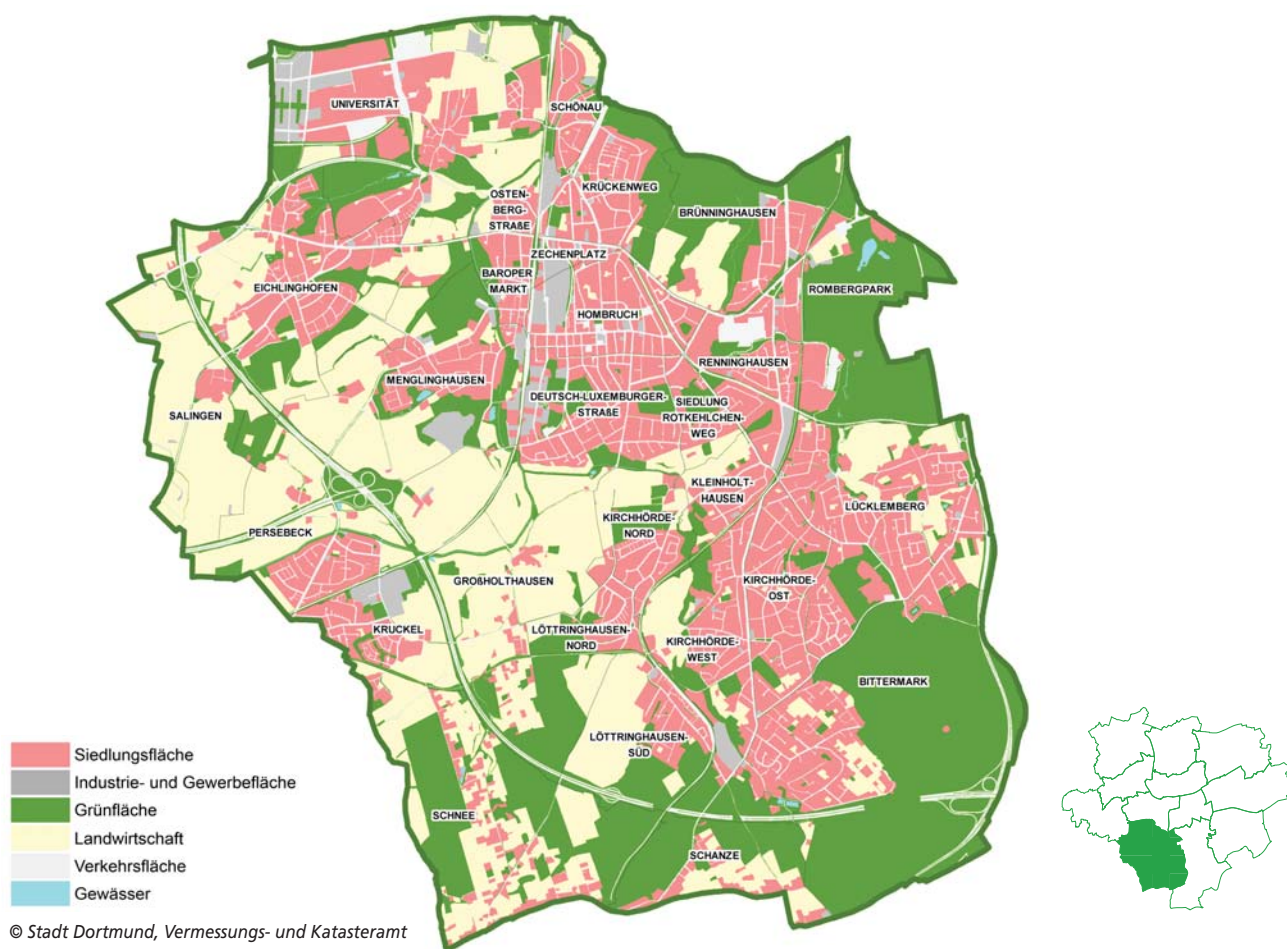 UNIVERSITÄT
SCHÖNAU
KRÜCKENWEG
OSTEN-
BERG-
STRAßE
BRÜNNINGHAUSEN
ZECHENPLATZ
BAROPER
MARKT
EICHLINGHOFEN
ROMBERGPARK
HOMBRUCH
RENNINGHAUSEN
MENGLINGHAUSEN
DEUTSCH-LUXEMBURGER-
STRAßE
SIEDLUNG
ROTKEHLCHEN-
WEG
SALINGEN
KLEINHOLT-
HAUSEN
LÜCKLEMBERG
KIRCHHÖRDE-
NORD
PERSEBECK
GROßHOLTHAUSEN
KIRCHHÖRDE-
OST
KRUCKEL
LÖTTRINGHAUSEN-
NORD
KIRCHHÖRDE-
WEST
BITTERMARK
LÖTTRINGHAUSEN-
SÜD
SCHNEE
SCHANZE
Siedlungsfläche
Industrie- und Gewerbefläche
Grünfläche
Landwirtschaft
Verkehrsfläche
Gewässer
© Stadt Dortmund, Vermessungs- und Katasteramt